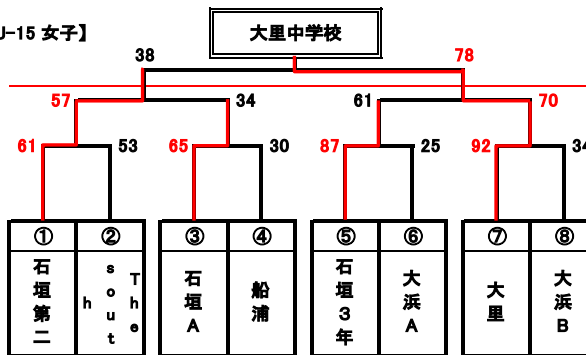 J-15 女子】
大里中学校
38 78
57 34 61 70
61 53 65 30 87 25 92 34
① ② ③ ④ ⑤ ⑥ ⑦ ⑧
石垣第二
The south
石垣A
船浦
石垣3年
大浜A
大里
大浜B